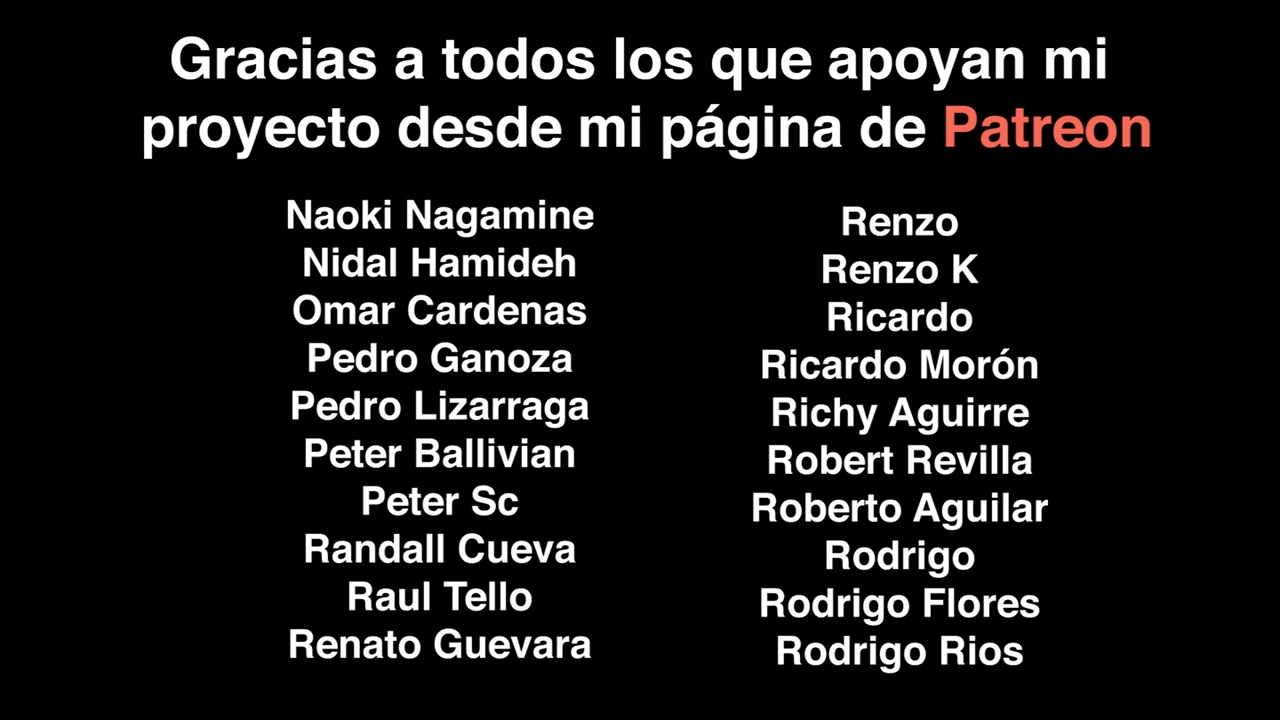 Gracias a todos los que apoyan mi
proyecto desde mi página de Patreon
Naoki Nagamine
Nidal Hamideh
Omar Cardenas
Pedro Ganoza
Pedro Lizarraga
Peter Ballivian
Peter Sc
Randall Cueva
Raul Tello
Renato Guevara
Renzo
Renzo K
Ricardo
Ricardo Morón
Richy Aguirre
Robert Revilla
Roberto Aguilar
Rodrigo
Rodrigo Flores
Rodrigo Rios